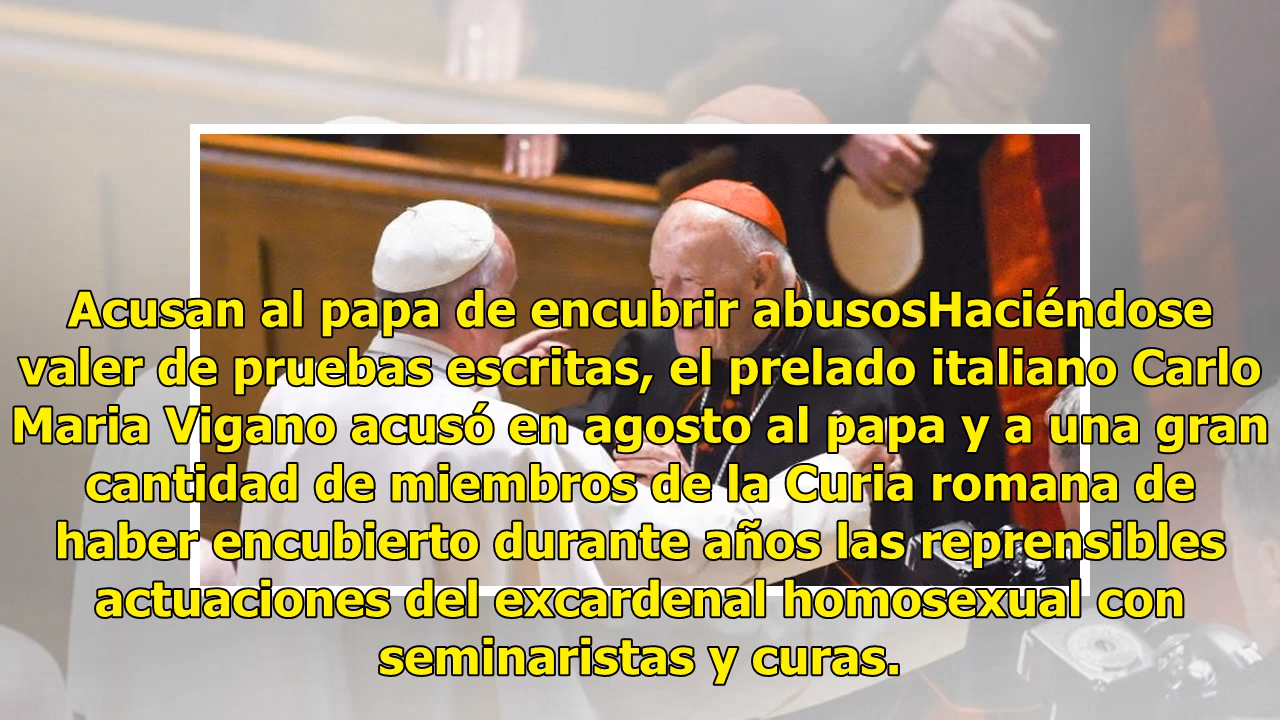 Acusan al papa de encubrir abusosHaciéndose
valer de pruebas escritas, el prelado italiano Carlo
Maria Vigano acusó en agosto al papa y a una gran
cantidad de miembros de la Curia romana de
haber encubierto durante años las reprensibles
actuaciones del excardenal homosexual con
seminaristas y curas.